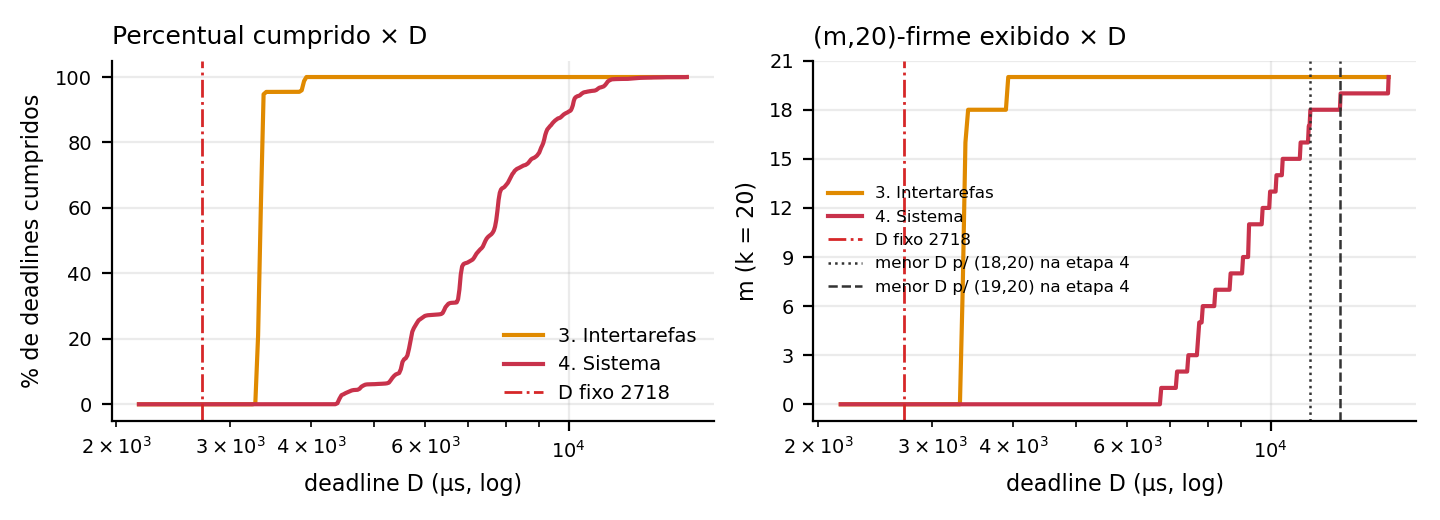 Percentual cumprido × D
% de deadlines cumpridos
100
80
60
40
20
0
3. Intertarefas
4. Sistema
D fixo 2718
2 × 10³
3 × 10³
4 × 10³
6 × 10³
10⁴
deadline D (µs, log)
(m,20)-firme exibido × D
m (k = 20)
21
18
15
12
9
6
3
0
3. Intertarefas
4. Sistema
D fixo 2718
menor D p/ (18,20) na etapa 4
menor D p/ (19,20) na etapa 4
2 × 10³
3 × 10³
4 × 10³
6 × 10³
10⁴
deadline D (µs, log)